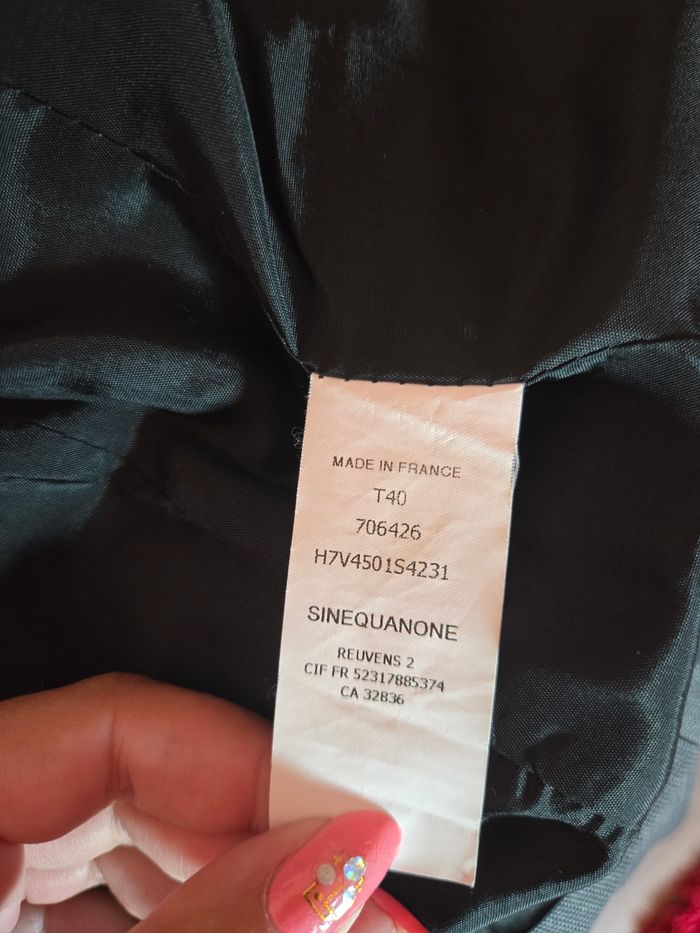 MADE IN FRANCE
T40
706426
H7V4501S4231
SINEQUANONE
REUVENS 2
CIF FR 52317885374
CA 32836